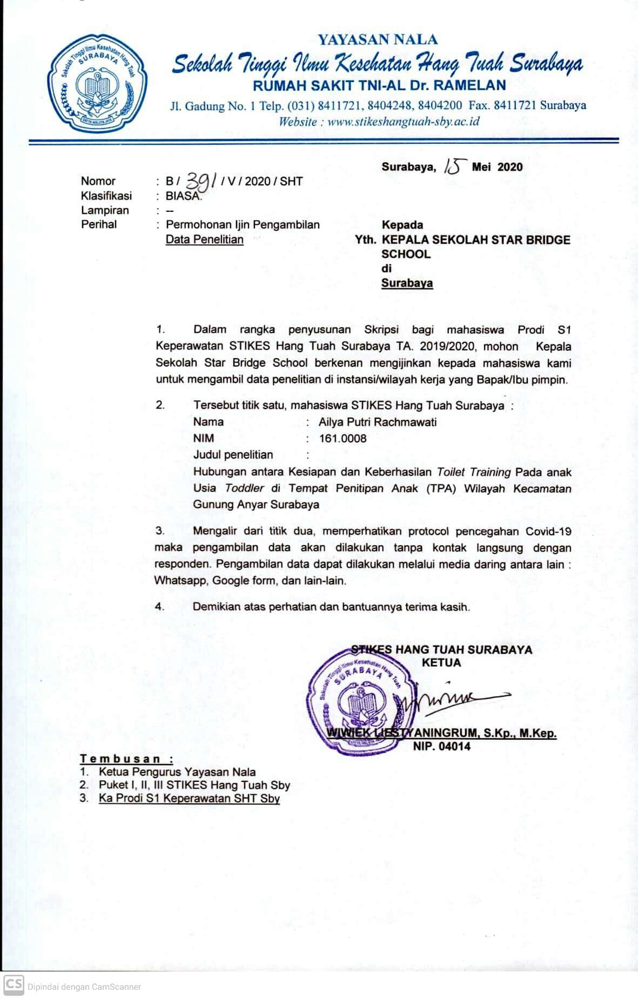 Sekolah Tinggi Ilmu Kesehatan Hang Tuah
SURABAYA
YAYASAN NALA
Sekolah Tinggi Ilmu Kesehatan Hang Tuah Surabaya
RUMAH SAKIT TNI-AL Dr. RAMELAN
Jl. Gadung No. 1 Telp. (031) 8411721, 8404248, 8404200 Fax. 8411721 Surabaya
Website : www.stikeshangtuah-sby.ac.id
Surabaya, 15 Mei 2020
Nomor : B / 391 / V / 2020 / SHT
Klasifikasi : BIASA.
Lampiran : --
Perihal : Permohonan Ijin Pengambilan
Data Penelitian
Kepada
Yth. KEPALA SEKOLAH STAR BRIDGE
SCHOOL
di
Surabaya
1. Dalam rangka penyusunan Skripsi bagi mahasiswa Prodi S1
Keperawatan STIKES Hang Tuah Surabaya TA. 2019/2020, mohon Kepala
Sekolah Star Bridge School berkenan mengijinkan kepada mahasiswa kami
untuk mengambil data penelitian di instansi/wilayah kerja yang Bapak/Ibu pimpin.
2. Tersebut titik satu, mahasiswa STIKES Hang Tuah Surabaya :
Nama : Ailya Putri Rachmawati
NIM : 161.0008
Judul penelitian :
Hubungan antara Kesiapan dan Keberhasilan Toilet Training Pada anak
Usia Toddler di Tempat Penitipan Anak (TPA) Wilayah Kecamatan
Gunung Anyar Surabaya
3. Mengalir dari titik dua, memperhatikan protocol pencegahan Covid-19
maka pengambilan data akan dilakukan tanpa kontak langsung dengan
responden. Pengambilan data dapat dilakukan melalui media daring antara lain :
Whatsapp, Google form, dan lain-lain.
4. Demikian atas perhatian dan bantuannya terima kasih.
STIKES HANG TUAH SURABAYA
KETUA
Sekolah Tinggi Ilmu Kesehatan Hang Tuah
SURABAYA
WIWIEK LIESTYANINGRUM, S.Kp., M.Kep.
NIP. 04014
Tembusan :
1. Ketua Pengurus Yayasan Nala
2. Puket I, II, III STIKES Hang Tuah Sby
3. Ka Prodi S1 Keperawatan SHT Sby
CS Dipindai dengan CamScanner